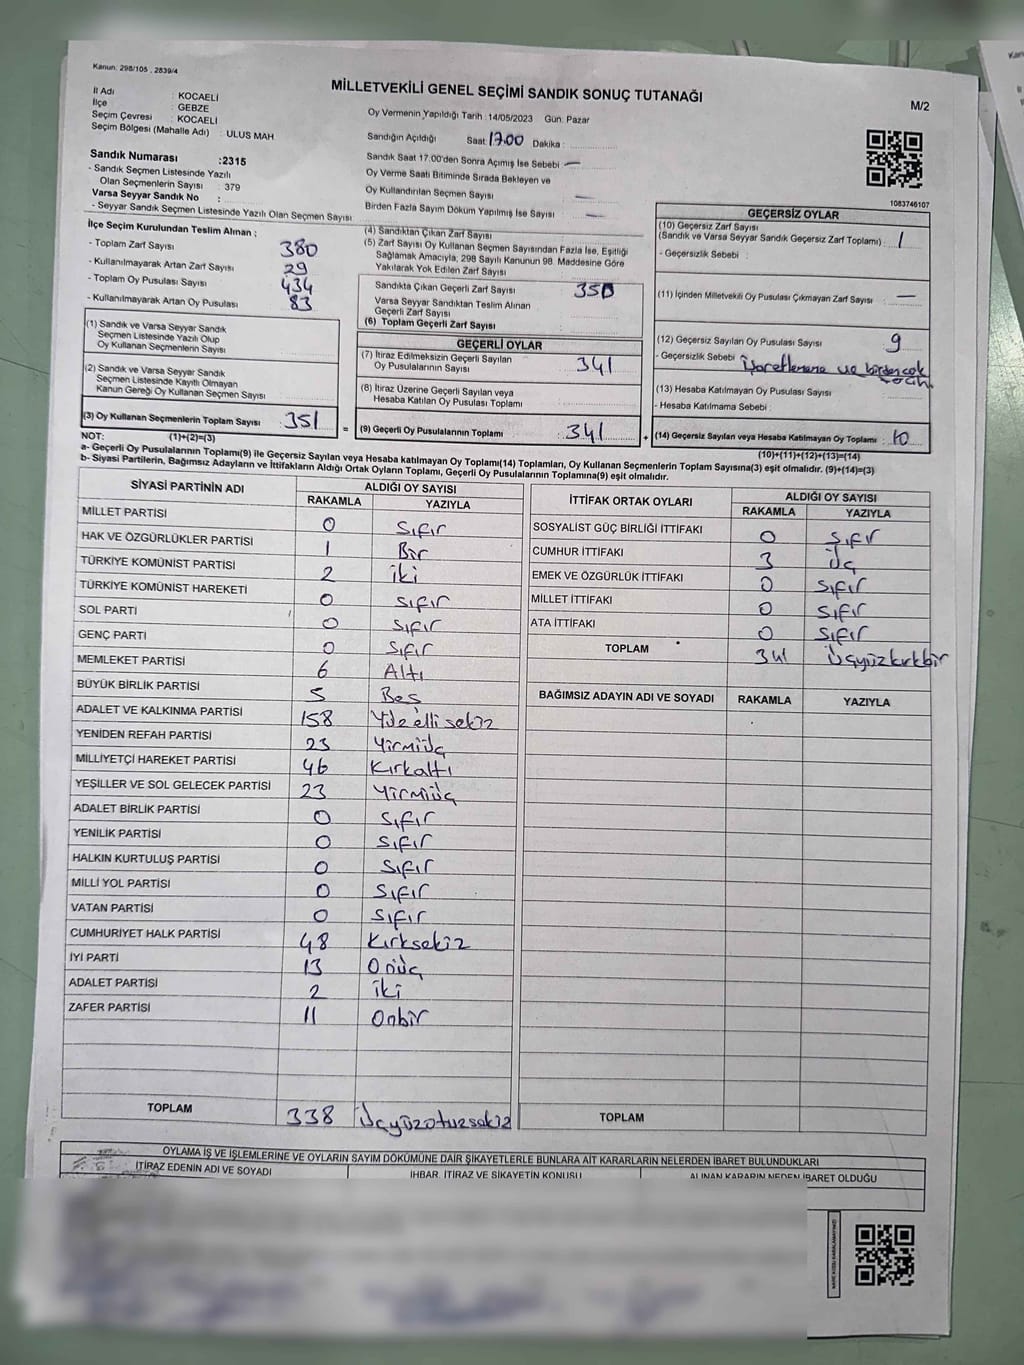 Kanun: 298/105 , 2839/4
MİLLETVEKİLİ GENEL SEÇİMİ SANDIK SONUÇ TUTANAĞI
M/2
İl Adı : KOCAELİ
İlçe : GEBZE
Seçim Çevresi : KOCAELİ
Seçim Bölgesi (Mahalle Adı) : ULUS MAH
Sandık Numarası :2315
- Sandık Seçmen Listesinde Yazılı
Olan Seçmenlerin Sayısı : 379
Varsa Seyyar Sandık No :
- Seyyar Sandık Seçmen Listesinde Yazılı Olan Seçmen Sayısı
Oy Vermenin Yapıldığı Tarih :14/05/2023 Gün: Pazar
Sandığın Açıldığı Saat: 17.00 Dakika :
Sandık Saat 17:00'den Sonra Açımış İse Sebebi —
Oy Verme Saati Bitiminde Sırada Bekleyen ve
Oy Kullandırılan Seçmen Sayısı —
Birden Fazla Sayım Döküm Yapılmış İse Sayısı —
1083746107
İlçe Seçim Kurulundan Teslim Alınan ;
- Toplam Zarf Sayısı 380
- Kullanılmayarak Artan Zarf Sayısı 29
- Toplam Oy Pusulası Sayısı 434
- Kullanılmayarak Artan Oy Pusulası 83
(1) Sandık ve Varsa Seyyar Sandık
Seçmen Listesinde Yazılı Olup
Oy Kullanan Seçmenlerin Sayısı
(2) Sandık ve Varsa Seyyar Sandık
Seçmen Listesinde Kayıtlı Olmayan
Kanun Gereği Oy Kullanan Seçmen Sayısı
(3) Oy Kullanan Seçmenlerin Toplam Sayısı : 351
(4) Sandıktan Çıkan Zarf Sayısı
(5) Zarf Sayısı Oy Kullanan Seçmen Sayısından Fazla İse, Eşitliği
Sağlamak Amacıyla, 298 Sayılı Kanunun 98. Maddesine Göre
Yakılarak Yok Edilen Zarf Sayısı
Sandıkta Çıkan Geçerli Zarf Sayısı 350
Varsa Seyyar Sandıktan Teslim Alınan
Geçerli Zarf Sayısı
(6) Toplam Geçerli Zarf Sayısı
GEÇERLİ OYLAR
(7) İtiraz Edilmeksizin Geçerli Sayılan
Oy Pusulalarının Sayısı 341
(8) İtiraz Üzerine Geçerli Sayılan veya
Hesaba Katılan Oy Pusulası Toplamı
= (9) Geçerli Oy Pusulalarının Toplamı 341
GEÇERSİZ OYLAR
(10) Geçersiz Zarf Sayısı
(Sandık ve Varsa Seyyar Sandık Geçersiz Zarf Toplamı) : 1
- Geçersizlik Sebebi :
(11) İçinden Milletvekili Oy Pusulası Çıkmayan Zarf Sayısı : —
(12) Geçersiz Sayılan Oy Pusulası Sayısı 9
- Geçersizlik Sebebi : işaretleneme ve birden çok
(13) Hesaba Katılmayan Oy Pusulası Sayısı
- Hesaba Katılmama Sebebi :
+ (14) Geçersiz Sayılan veya Hesaba Katılmayan Oy Toplamı : 10
NOT: (1)+(2)=(3) (10)+(11)+(12)+(13)=(14)
a- Geçerli Oy Pusulalarının Toplamı(9) ile Geçersiz Sayılan veya Hesaba katılmayan Oy Toplamı(14) Toplamları, Oy Kullanan Seçmenlerin Toplam Sayısına(3) eşit olmalıdır. (9)+(14)=(3)
b- Siyasi Partilerin, Bağımsız Adayların ve İttifakların Aldığı Ortak Oyların Toplamı, Geçerli Oy Pusulalarının Toplamına(9) eşit olmalıdır.
SİYASİ PARTİNİN ADI ALDIĞI OY SAYISI
RAKAMLA YAZIYLA
MİLLET PARTİSİ 0 Sıfır
HAK VE ÖZGÜRLÜKLER PARTİSİ 1 Bir
TÜRKİYE KOMÜNİST PARTİSİ 2 iki
TÜRKİYE KOMÜNİST HAREKETİ 0 sıfır
SOL PARTİ 0 Sıfır
GENÇ PARTİ 0 Sıfır
MEMLEKET PARTİSİ 6 Altı
BÜYÜK BİRLİK PARTİSİ 5 Beş
ADALET VE KALKINMA PARTİSİ 158 Yüzellisekiz
YENİDEN REFAH PARTİSİ 23 Yirmiüç
MİLLİYETÇİ HAREKET PARTİSİ 46 Kırkaltı
YEŞİLLER VE SOL GELECEK PARTİSİ 23 Yirmiüç
ADALET BİRLİK PARTİSİ 0 Sıfır
YENİLİK PARTİSİ 0 Sıfır
HALKIN KURTULUŞ PARTİSİ 0 Sıfır
MİLLİ YOL PARTİSİ 0 Sıfır
VATAN PARTİSİ 0 Sıfır
CUMHURİYET HALK PARTİSİ 48 Kırksekiz
İYİ PARTİ 13 Onüç
ADALET PARTİSİ 2 iki
ZAFER PARTİSİ 11 Onbir
TOPLAM 338 Üçyüzotuzsekiz
İTTİFAK ORTAK OYLARI ALDIĞI OY SAYISI
RAKAMLA YAZIYLA
SOSYALIST GÜÇ BİRLİĞİ İTTİFAKI 0 Sıfır
CUMHUR İTTİFAKI 3 Üç
EMEK VE ÖZGÜRLÜK İTTİFAKI 0 Sıfır
MİLLET İTTİFAKI 0 Sıfır
ATA İTTİFAKI 0 Sıfır
TOPLAM 341 Üçyüzkırkbir
BAĞIMSIZ ADAYIN ADI VE SOYADI RAKAMLA YAZIYLA
TOPLAM
OYLAMA İŞ VE İŞLEMLERİNE VE OYLARIN SAYIM DÖKÜMÜNE DAİR ŞİKAYETLERLE BUNLARA AİT KARARLARIN NELERDEN İBARET BULUNDUKLARI
İTİRAZ EDENİN ADI VE SOYADI İHBAR, İTİRAZ VE ŞİKAYETİN KONUSU ALINAN KARARIN NEDEN İBARET OLDUĞU